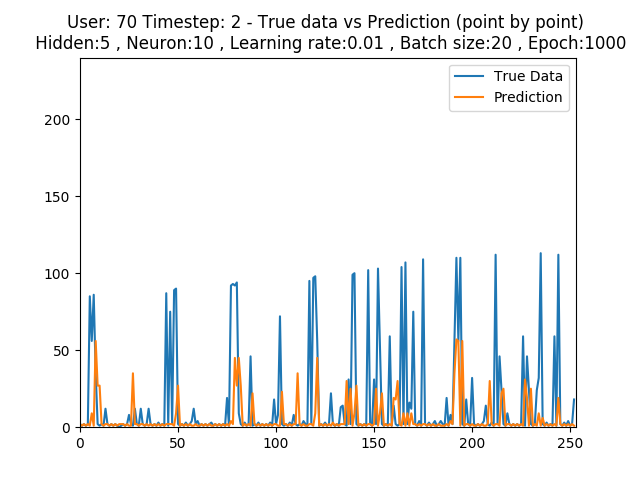 User: 70 Timestep: 2 - True data vs Prediction (point by point)
Hidden:5 , Neuron:10 , Learning rate:0.01 , Batch size:20 , Epoch:1000
True Data
Prediction
200
150
100
50
0
0 50 100 150 200 250